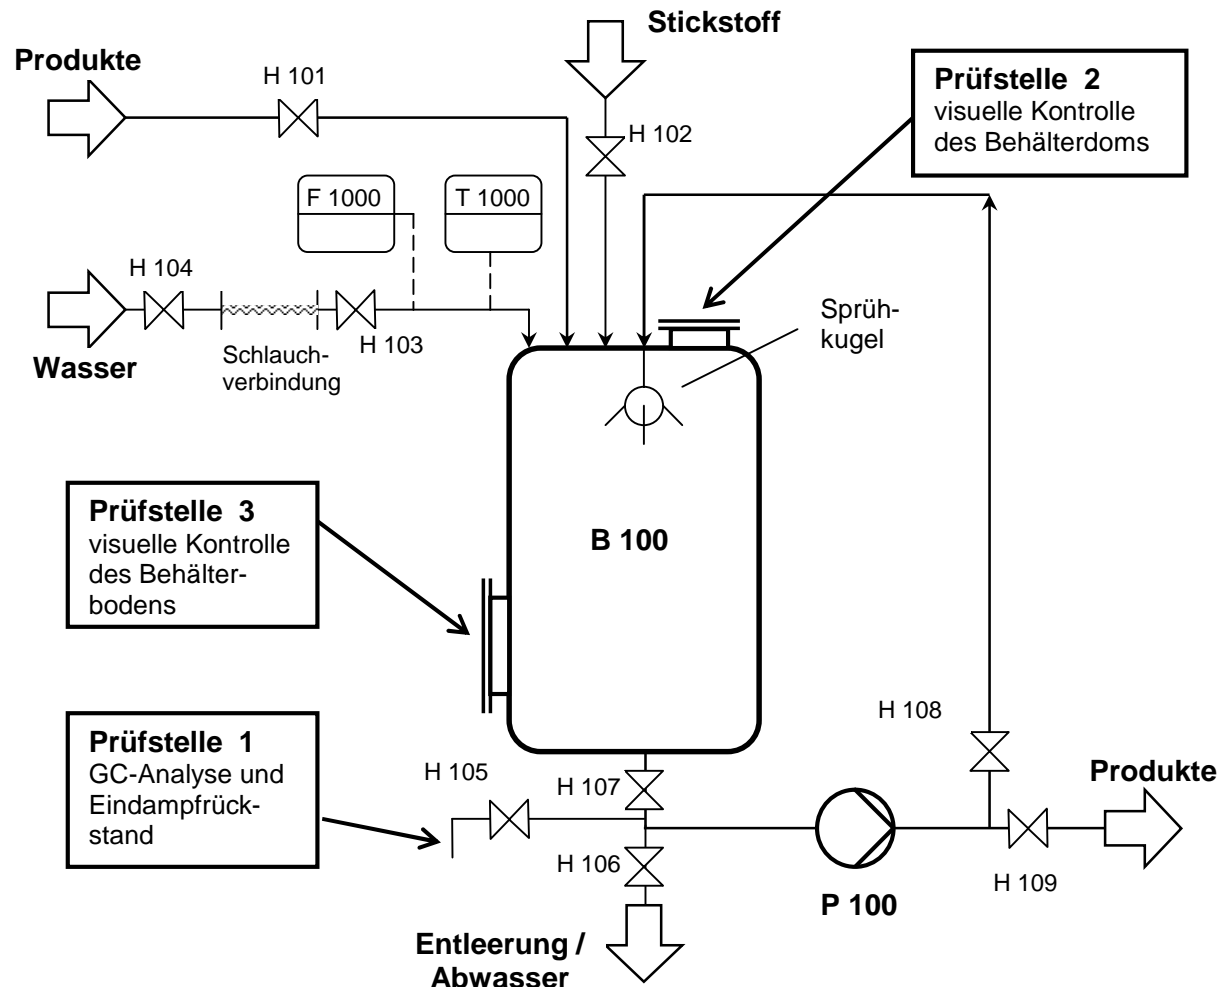 Stickstoff
Produkte
H 101
Prüfstelle  2
visuelle Kontrolle
des Behälterdoms
H 102
F 1000
T 1000
H 104
H 103
Wasser
Schlauch-
verbindung
Sprüh-
kugel
Prüfstelle  3
visuelle Kontrolle
des Behälter-
bodens
B 100
Prüfstelle  1
GC-Analyse und
Eindampfrück-
stand
H 105
H 107
H 106
H 108
Produkte
H 109
P 100
Entleerung /
Abwasser